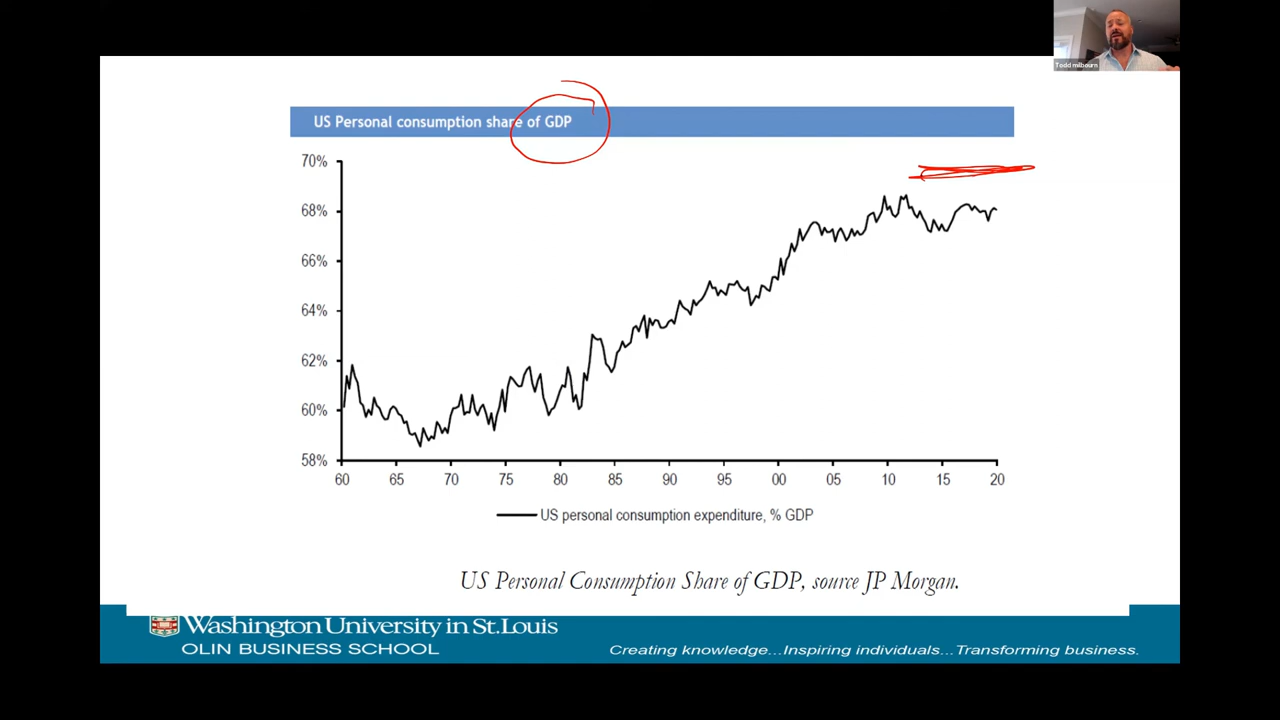 Todd milbourn
US Personal consumption share of GDP
70%
68%
66%
64%
62%
60%
58%
60 65 70 75 80 85 90 95 00 05 10 15 20
US personal consumption expenditure, % GDP
US Personal Consumption Share of GDP, source JP Morgan.
Washington University in St. Louis
OLIN BUSINESS SCHOOL
Creating knowledge...Inspiring individuals...Transforming business.